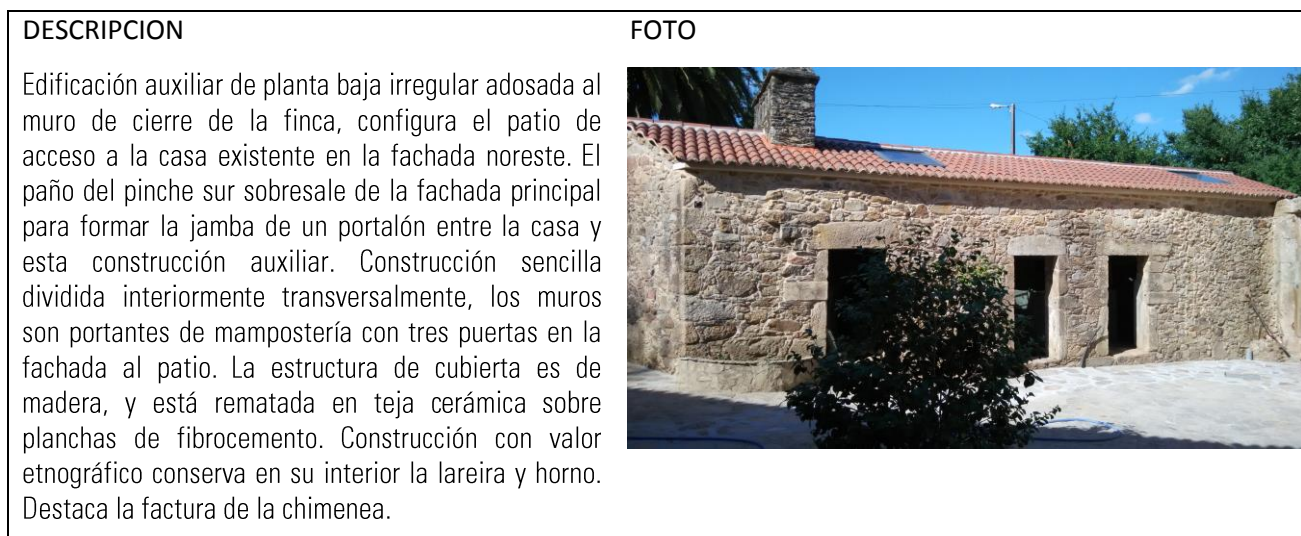 DESCRIPCION
FOTO
Edificación auxiliar de planta baja irregular adosada al
muro de cierre de la finca, configura el patio de
acceso a la casa existente en la fachada noreste. El
paño del pinche sur sobresale de la fachada principal
para formar la jamba de un portalón entre la casa y
esta construcción auxiliar. Construcción sencilla
dividida interiormente transversalmente, los muros
son portantes de mampostería con tres puertas en la
fachada al patio. La estructura de cubierta es de
madera, y está rematada en teja cerámica sobre
planchas de fibrocemento. Construcción con valor
etnográfico conserva en su interior la lareira y horno.
Destaca la factura de la chimenea.